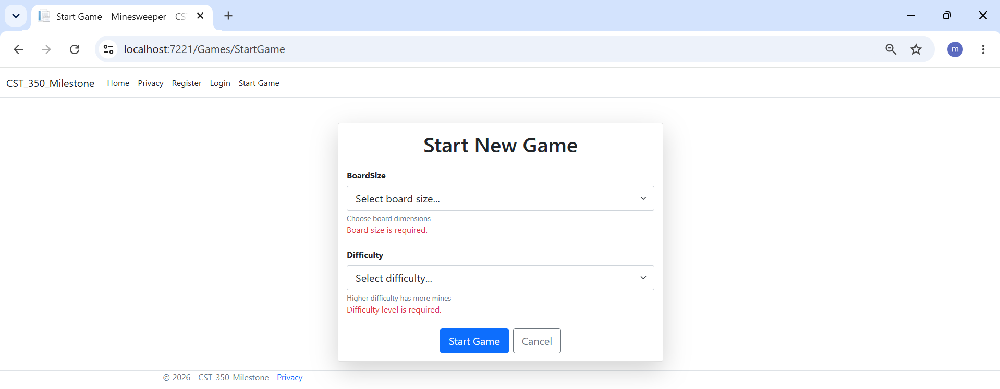 Start Game - Minesweeper - CS
localhost:7221/Games/StartGame
m
CST_350_Milestone Home Privacy Register Login Start Game
Start New Game
BoardSize
Select board size...
Choose board dimensions
Board size is required.
Difficulty
Select difficulty...
Higher difficulty has more mines
Difficulty level is required.
Start Game Cancel
© 2026 - CST_350_Milestone - Privacy